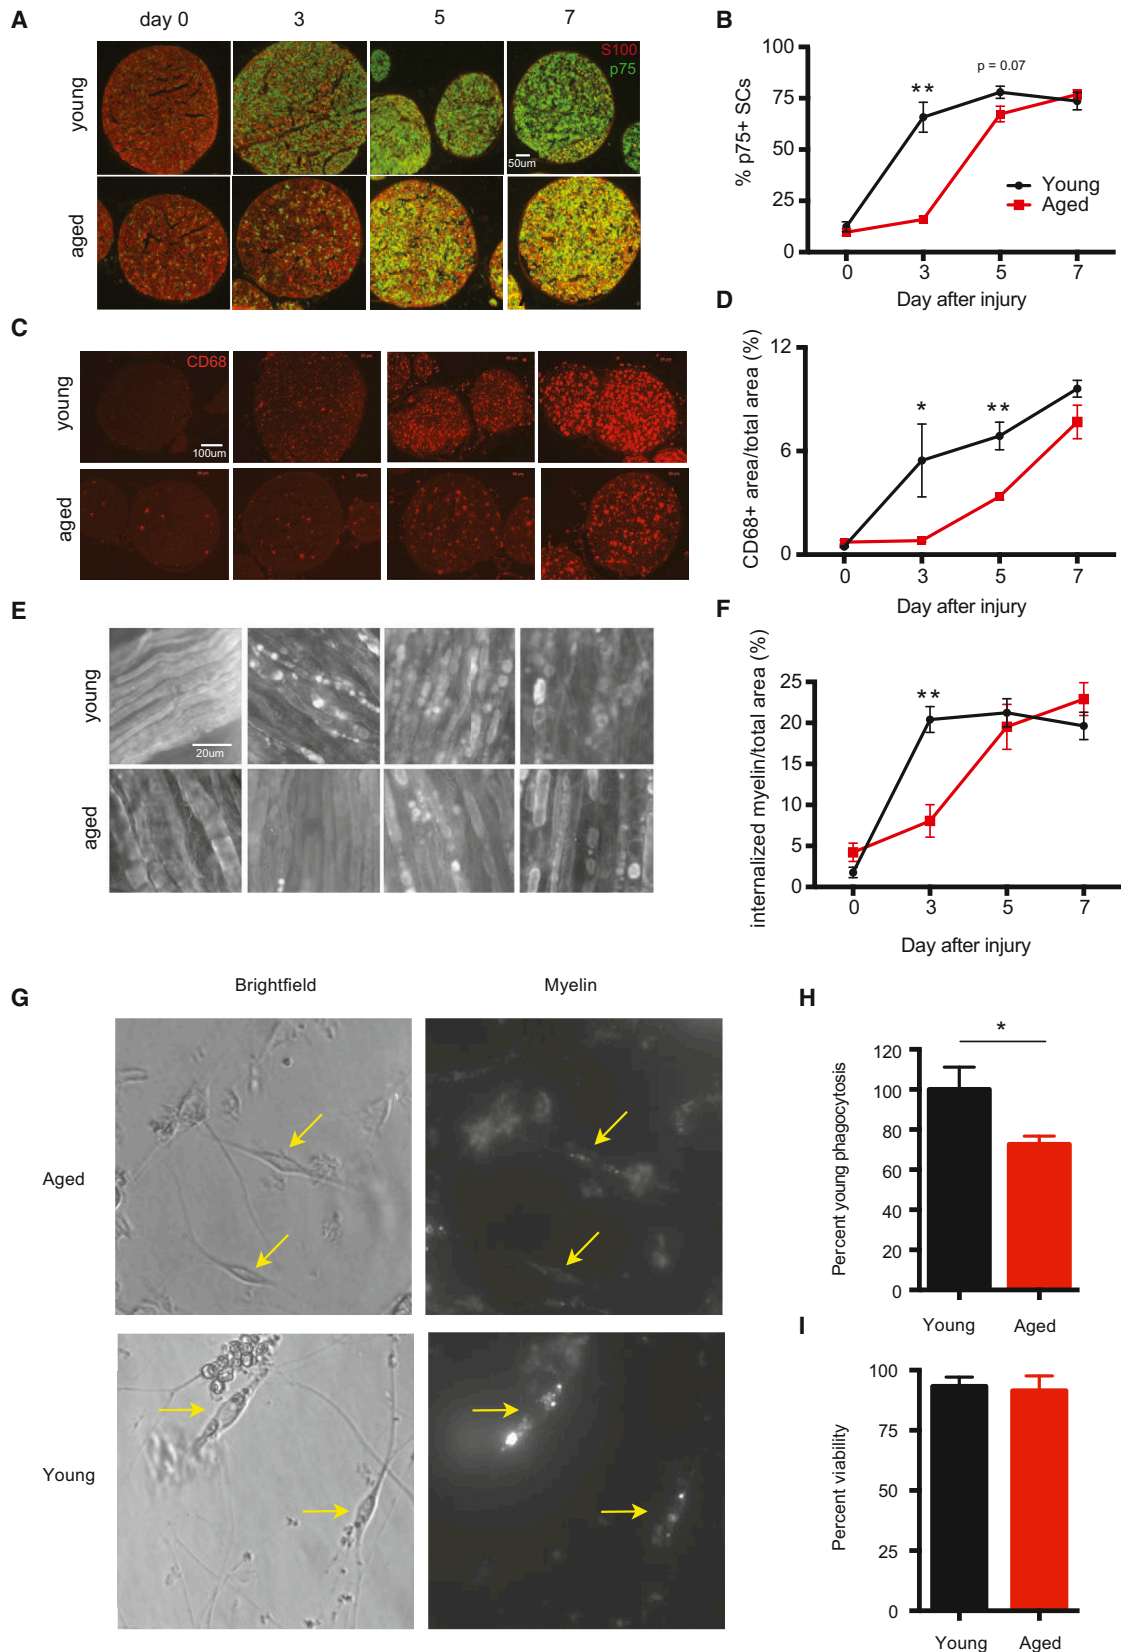 A
day 0
3
5
7
young
aged
S100
p75
50um
B
100
75
50
25
0
% p75+ SCs
**
p = 0.07
Young
Aged
0
3
5
7
Day after injury
C
CD68
young
aged
100um
D
12
6
0
CD68+ area/total area (%)
*
**
0
3
5
7
Day after injury
E
young
aged
20um
F
25
20
15
10
5
0
internalized myelin/total area (%)
**
0
3
5
7
Day after injury
G
Brightfield
Myelin
Aged
Young
H
*
120
100
80
60
40
20
0
Percent young phagocytosis
Young
Aged
I
100
75
50
25
0
Percent viability
Young
Aged